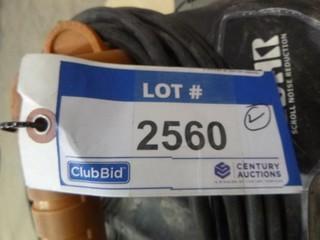 LOT #
2560
ClubBid
CENTURY
AUCTIONS
SCROLL NOISE REDUCTION